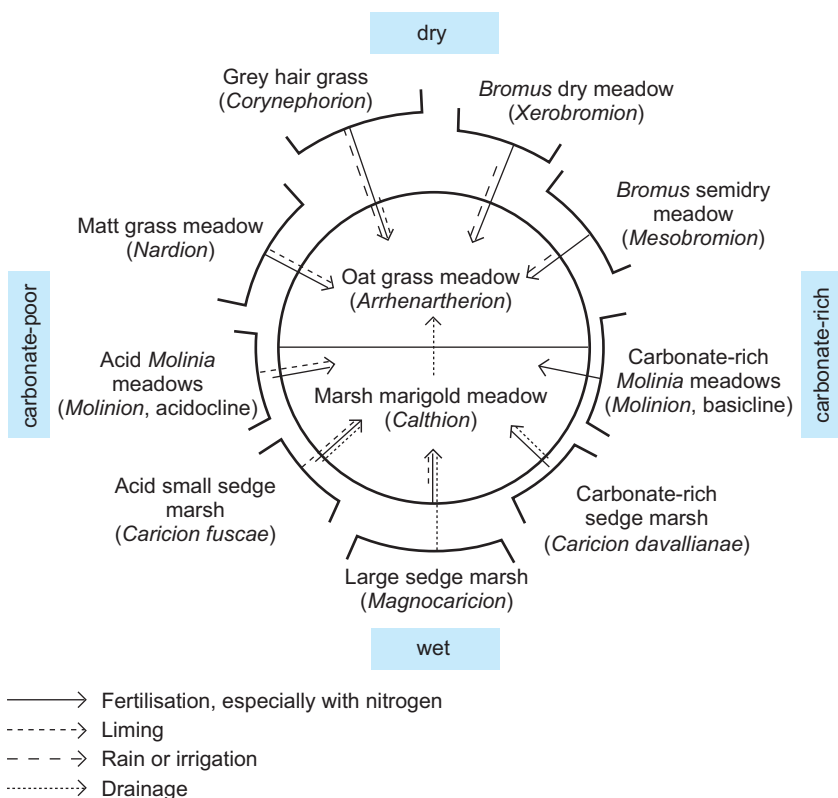 dry
Grey hair grass
(Corynephorion)
Bromus dry meadow
(Xerobromion)
Matt grass meadow
(Nardion)
Bromus semidry
meadow
(Mesobromion)
Oat grass meadow
(Arrhenartherion)
carbonate-poor
carbonate-rich
Acid Molinia
meadows
(Molinion, acidocline)
Marsh marigold meadow
(Calthion)
Carbonate-rich
Molinia meadows
(Molinion, basicline)
Acid small sedge
marsh
(Caricion fuscae)
Carbonate-rich
sedge marsh
(Caricion davallianae)
Large sedge marsh
(Magnocaricion)
wet
Fertilisation, especially with nitrogen
Liming
Rain or irrigation
Drainage